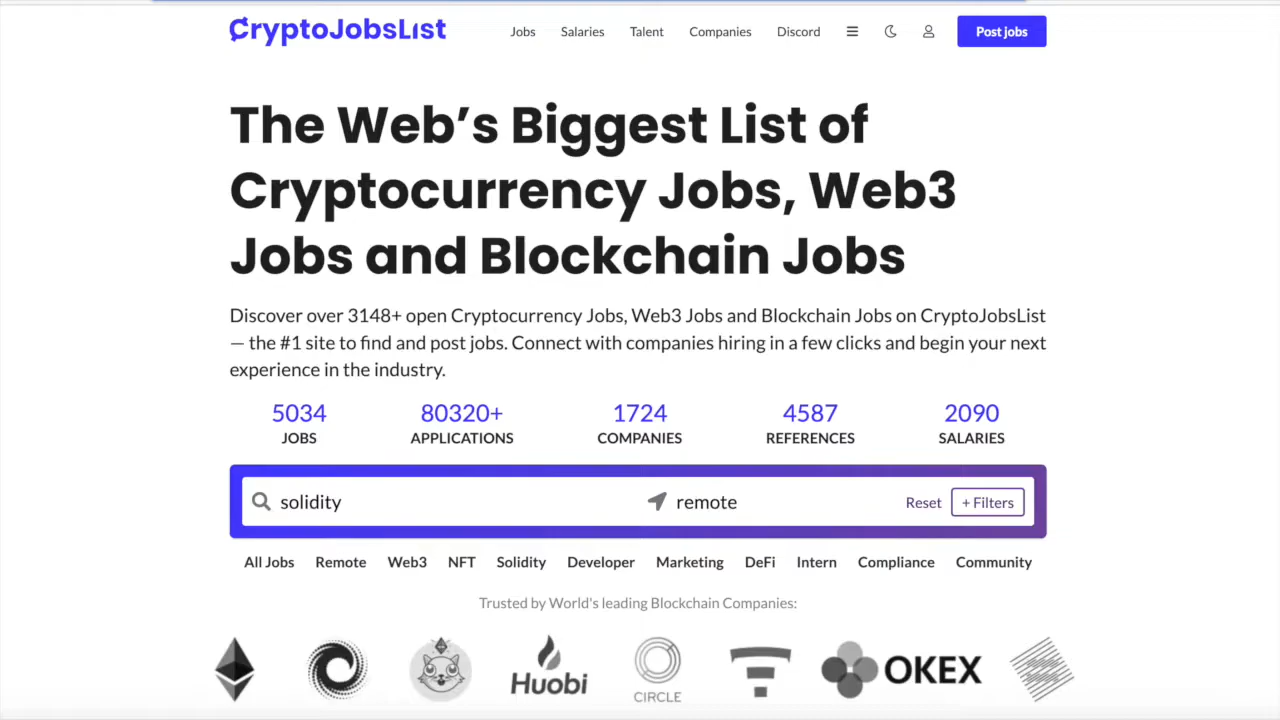 CryptoJobsList
Jobs Salaries Talent Companies Discord Post jobs
The Web’s Biggest List of
Cryptocurrency Jobs, Web3
Jobs and Blockchain Jobs
Discover over 3148+ open Cryptocurrency Jobs, Web3 Jobs and Blockchain Jobs on CryptoJobsList
— the #1 site to find and post jobs. Connect with companies hiring in a few clicks and begin your next
experience in the industry.
5034 80320+ 1724 4587 2090
JOBS APPLICATIONS COMPANIES REFERENCES SALARIES
solidity remote Reset + Filters
All Jobs Remote Web3 NFT Solidity Developer Marketing DeFi Intern Compliance Community
Trusted by World's leading Blockchain Companies:
Huobi CIRCLE OKEX